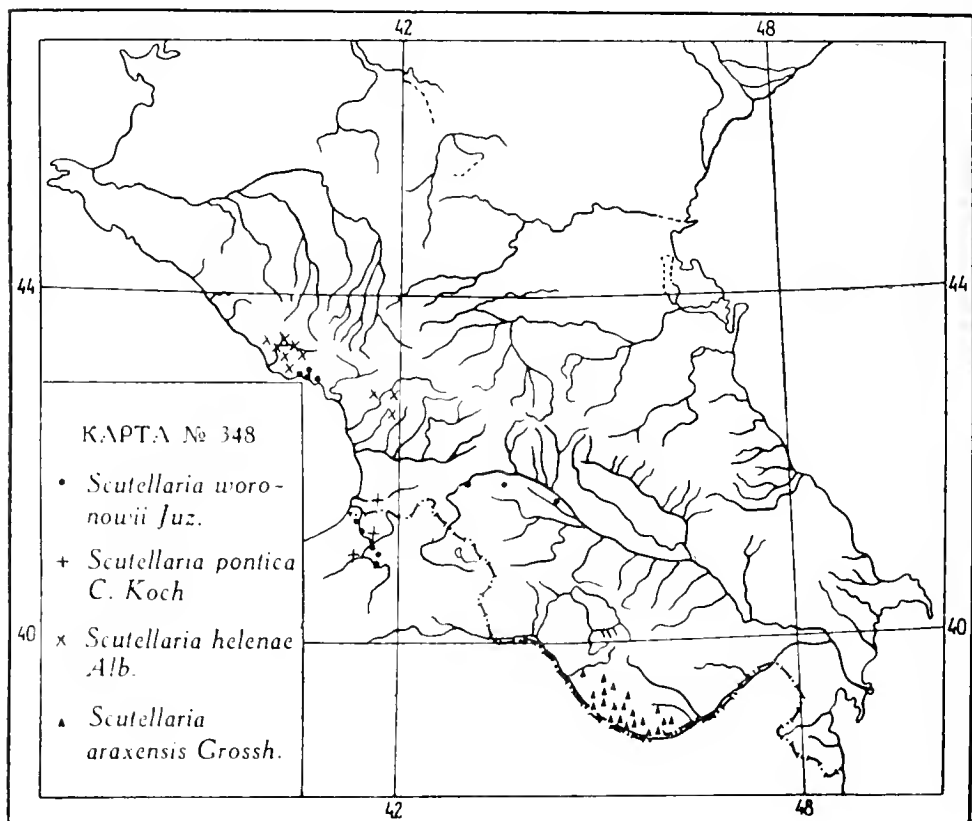 42 48
44 44
КАРТА № 348
• Scutellaria woro-
nowii Juz.
+ Scutellaria pontica
C. Koch
× Scutellaria helenae
Alb.
▲ Scutellaria
araxensis Grossh.
40 40
42 48